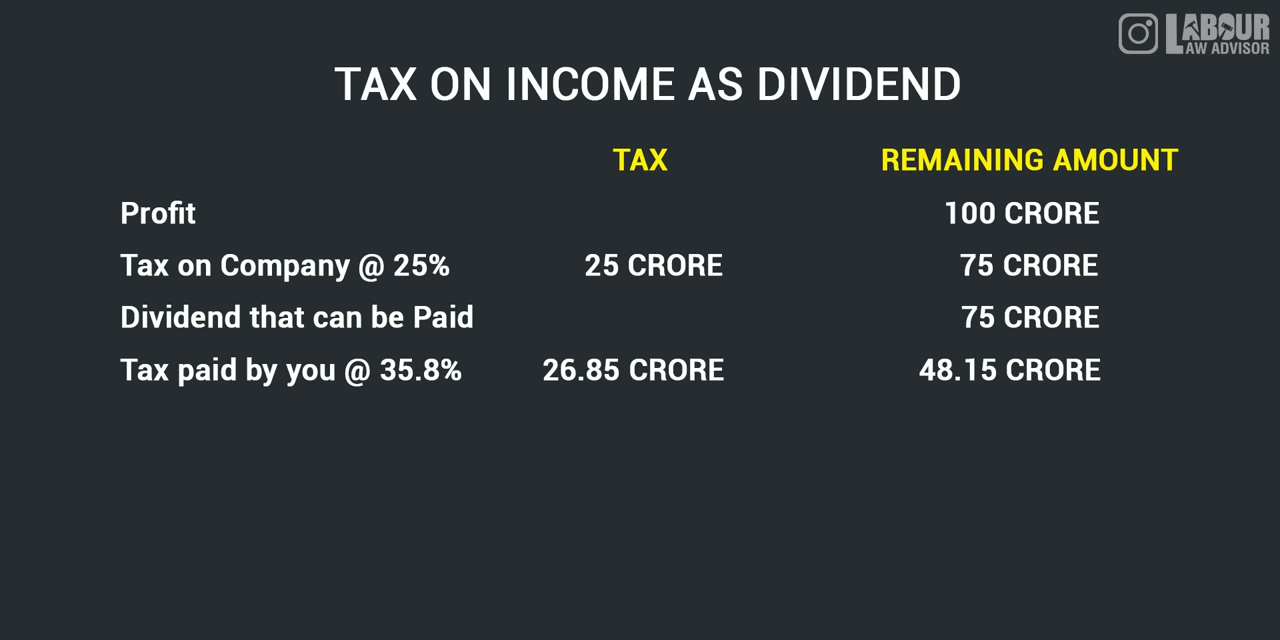 LABOUR
LAW ADVISOR
TAX ON INCOME AS DIVIDEND
TAX REMAINING AMOUNT
Profit 100 CRORE
Tax on Company @ 25% 25 CRORE 75 CRORE
Dividend that can be Paid 75 CRORE
Tax paid by you @ 35.8% 26.85 CRORE 48.15 CRORE